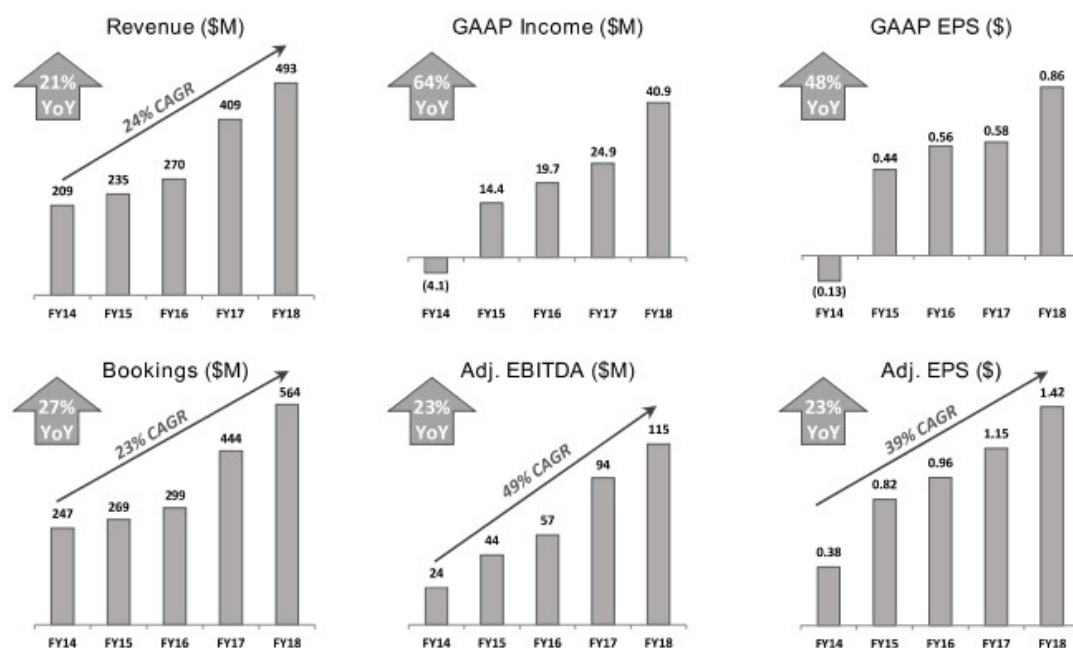 Revenue ($M)
21%
YoY
24% CAGR
209
235
270
409
493
FY14 FY15 FY16 FY17 FY18
GAAP Income ($M)
64%
YoY
(4.1)
14.4
19.7
24.9
40.9
FY14 FY15 FY16 FY17 FY18
GAAP EPS ($)
48%
YoY
(0.13)
0.44
0.56
0.58
0.86
FY14 FY15 FY16 FY17 FY18
Bookings ($M)
27%
YoY
23% CAGR
247
269
299
444
564
FY14 FY15 FY16 FY17 FY18
Adj. EBITDA ($M)
23%
YoY
49% CAGR
24
44
57
94
115
FY14 FY15 FY16 FY17 FY18
Adj. EPS ($)
23%
YoY
39% CAGR
0.38
0.82
0.96
1.15
1.42
FY14 FY15 FY16 FY17 FY18